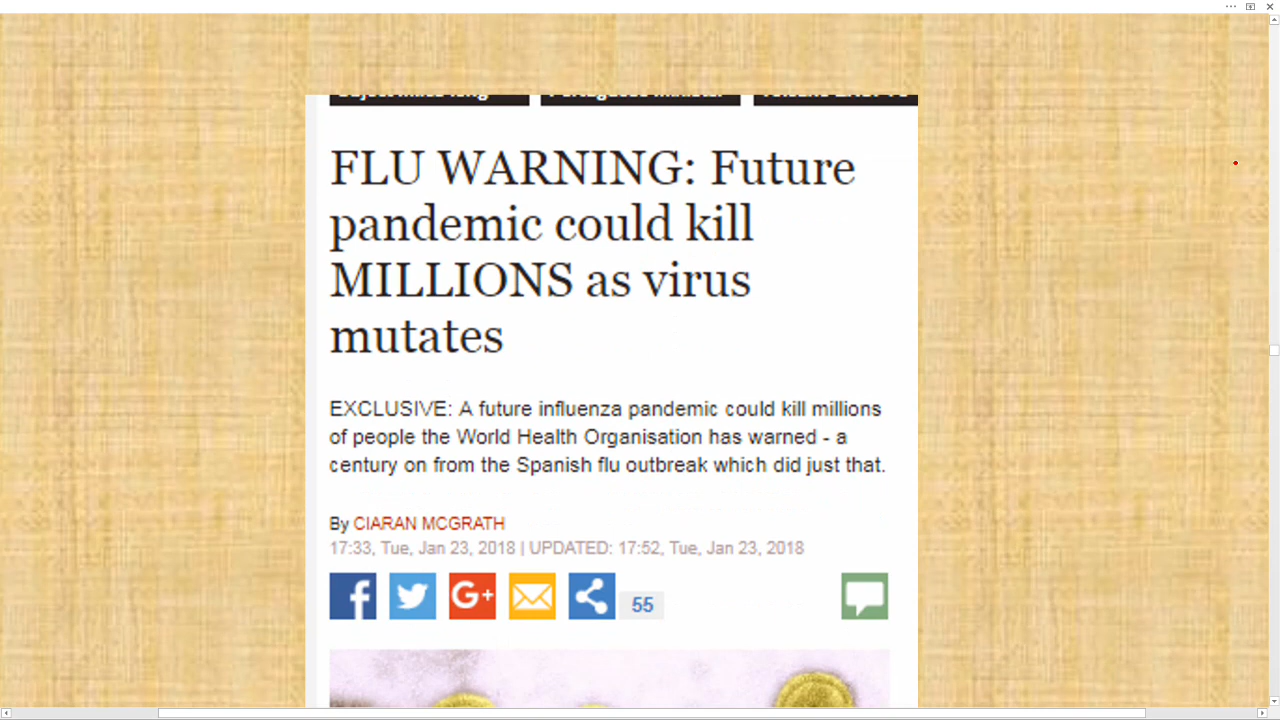 FLU WARNING: Future
pandemic could kill
MILLIONS as virus
mutates
EXCLUSIVE: A future influenza pandemic could kill millions
of people the World Health Organisation has warned - a
century on from the Spanish flu outbreak which did just that.
By CIARAN MCGRATH
17:33, Tue, Jan 23, 2018 | UPDATED: 17:52, Tue, Jan 23, 2018
f G+ 55